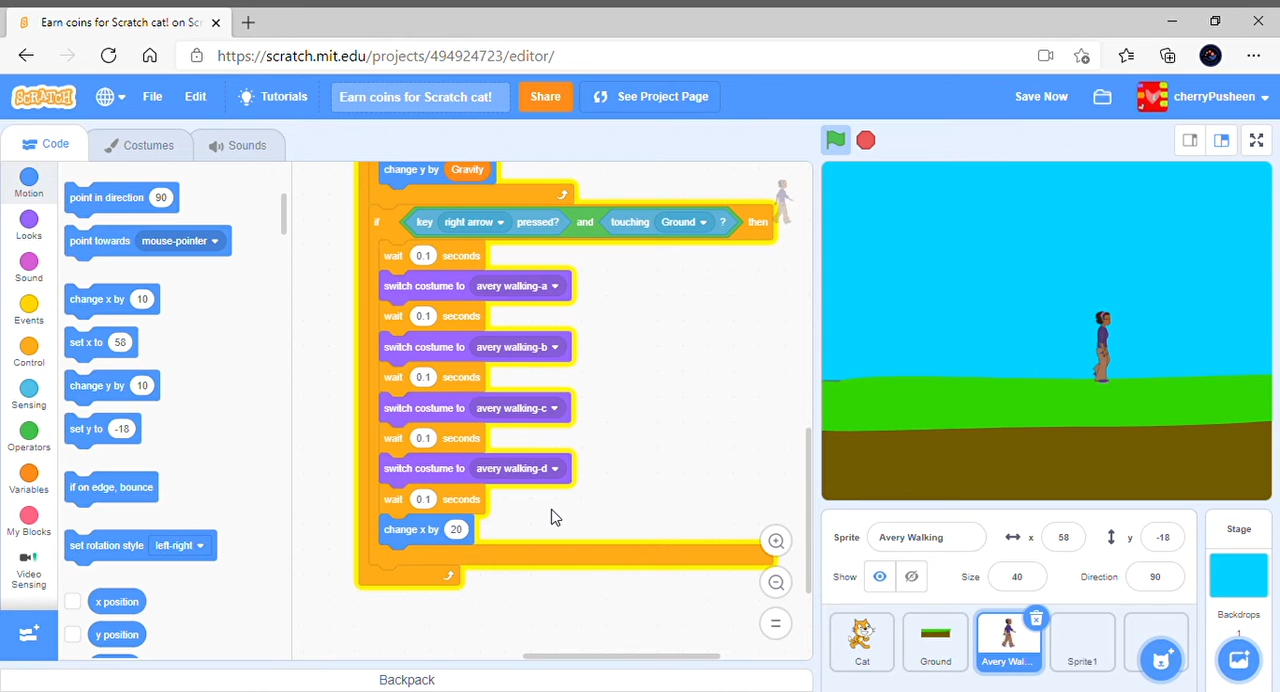 Earn coins for Scratch cat! on Sc
https://scratch.mit.edu/projects/494924723/editor/
SCRATCH
File
Edit
Tutorials
Earn coins for Scratch cat!
Share
See Project Page
Save Now
cherryPusheen
Code
Costumes
Sounds
Motion
Looks
Sound
Events
Control
Sensing
Operators
Variables
My Blocks
Video
Sensing
point in direction 90
point towards mouse-pointer
change x by 10
set x to 58
change y by 10
set y to -18
if on edge, bounce
set rotation style left-right
x position
y position
change y by Gravity
if key right arrow pressed? and touching Ground ? then
wait 0.1 seconds
switch costume to avery walking-a
wait 0.1 seconds
switch costume to avery walking-b
wait 0.1 seconds
switch costume to avery walking-c
wait 0.1 seconds
switch costume to avery walking-d
wait 0.1 seconds
change x by 20
Backpack
Sprite Avery Walking x 58 y -18
Show Size 40 Direction 90
Cat
Ground
Avery Wal...
Sprite1
Stage
Backdrops
1